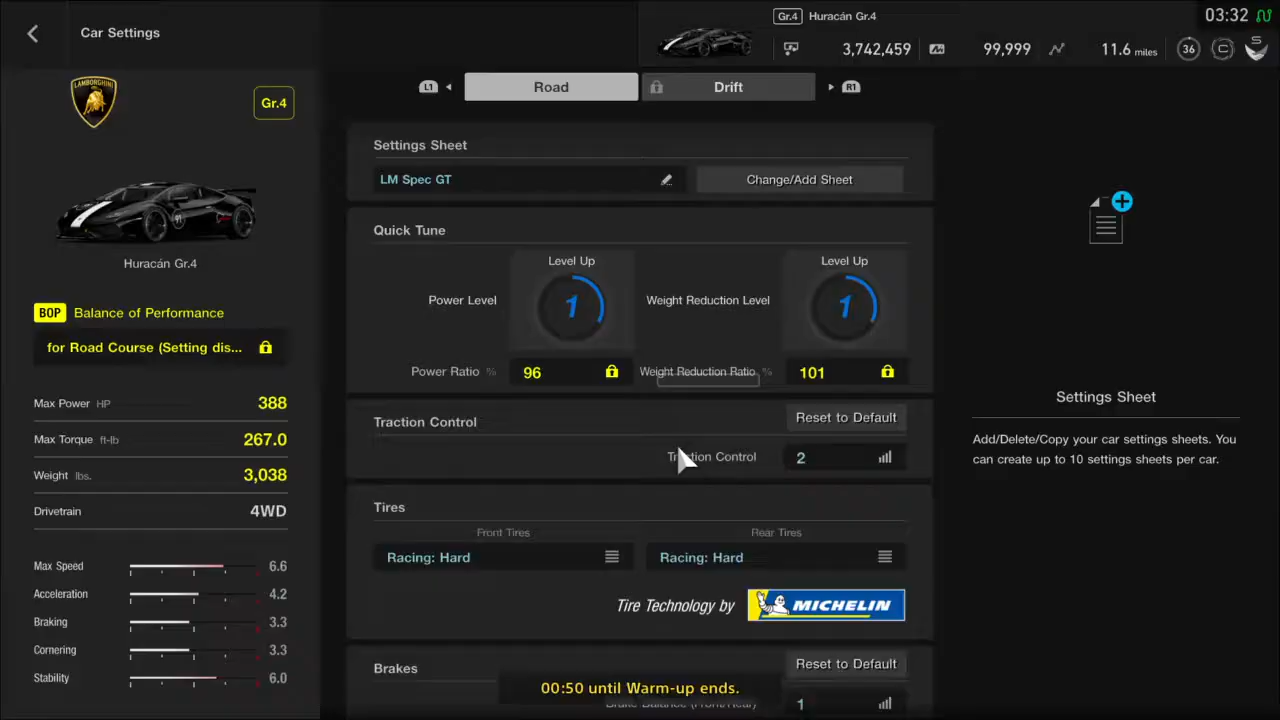 Car Settings
Gr.4 Huracán Gr.4
03:32
3,742,459
99,999
11.6 miles
36
C
S
LAMBORGHINI
Gr.4
L1
Road
Drift
R1
Huracán Gr.4
BOP Balance of Performance
for Road Course (Setting dis...
Max Power HP 388
Max Torque ft-lb 267.0
Weight lbs. 3,038
Drivetrain 4WD
Max Speed 6.6
Acceleration 4.2
Braking 3.3
Cornering 3.3
Stability 6.0
Settings Sheet
LM Spec GT
Change/Add Sheet
Quick Tune
Level Up
Level Up
Power Level 1
Weight Reduction Level 1
Power Ratio % 96
Weight Reduction Ratio % 101
Traction Control
Reset to Default
Traction Control 2
Tires
Front Tires
Rear Tires
Racing: Hard
Racing: Hard
Tire Technology by MICHELIN
Brakes
Reset to Default
Brake Balance (Front/Rear) 1
00:50 until Warm-up ends.
Settings Sheet
Add/Delete/Copy your car settings sheets. You
can create up to 10 settings sheets per car.